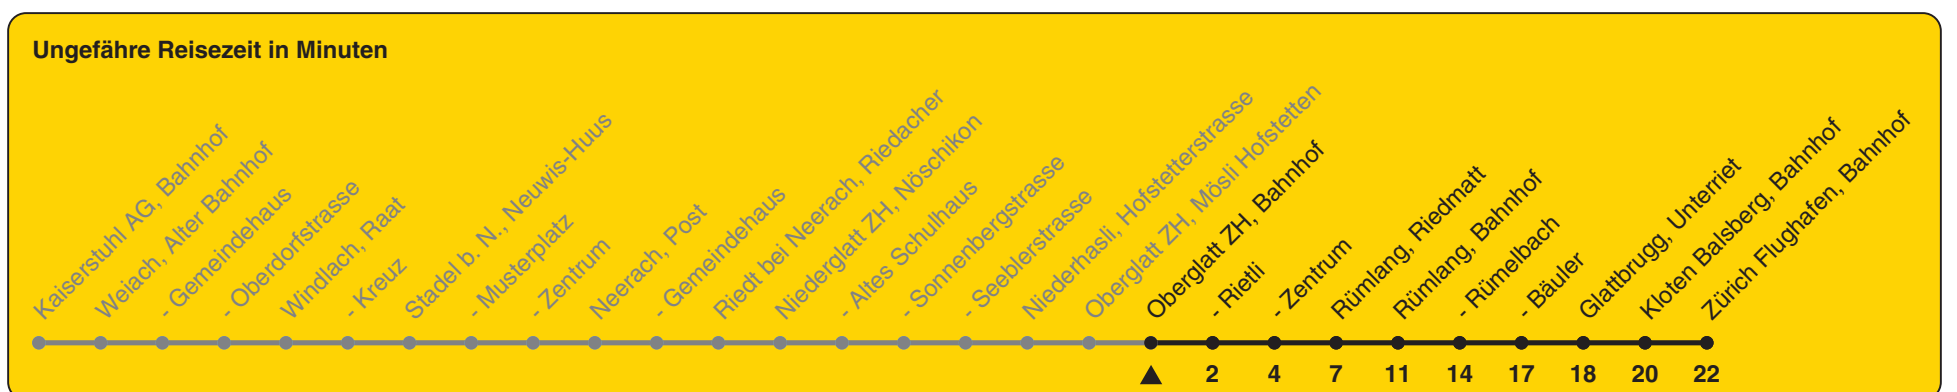 Ungefähre Reisezeit in Minuten
Kaiserstuhl AG, Bahnhof
Weiach, Alter Bahnhof
- Gemeindehaus
- Oberdorfstrasse
Windlach, Raat
- Kreuz
Stadel b. N., Neuwis-Huus
- Musterplatz
- Zentrum
Neerach, Post
- Gemeindehaus
Riedt bei Neerach, Riedacher
Niederglatt ZH, Nöschikon
- Altes Schulhaus
- Sonnenbergstrasse
- Seeblerstrasse
Niederhasli, Hofstetterstrasse
Oberglatt ZH, Mösli Hofstetten
Oberglatt ZH, Bahnhof
- Rietli
- Zentrum
Rümlang, Riedmatt
Rümlang, Bahnhof
- Rümelbach
- Bäuler
Glattbrugg, Unterriet
Kloten Balsberg, Bahnhof
Zürich Flughafen, Bahnhof
2 4 7 11 14 17 18 20 22